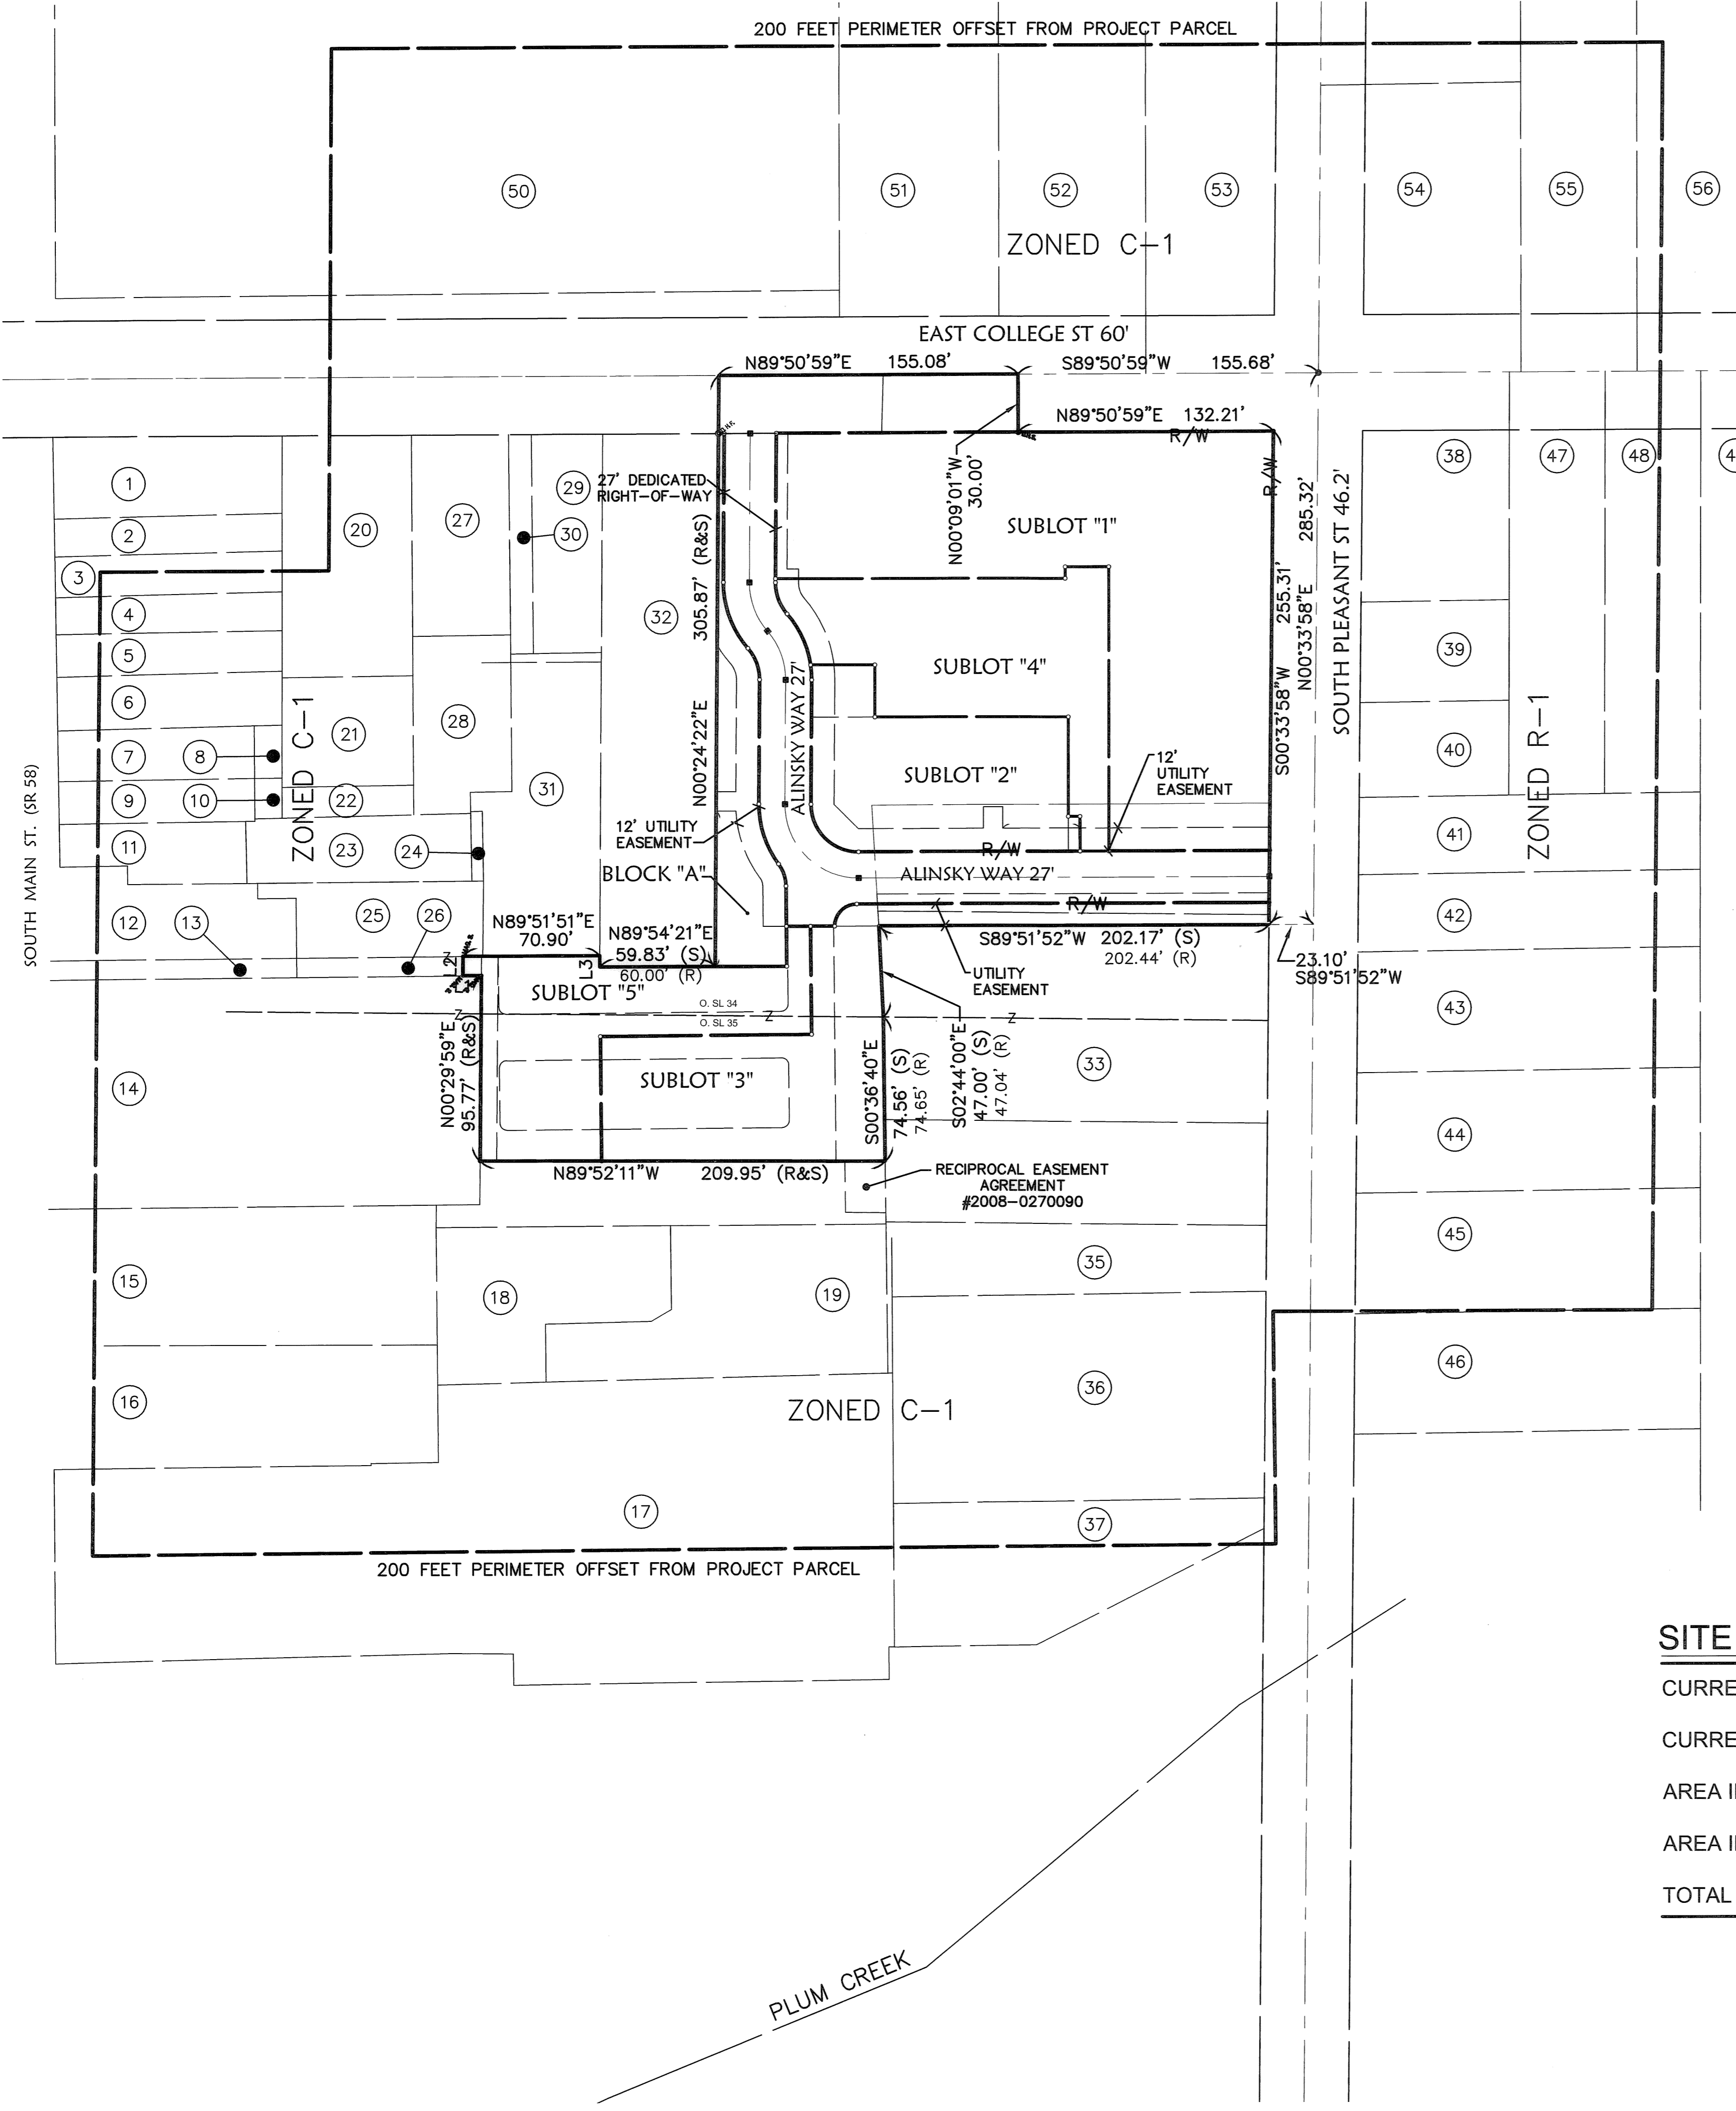 200 FEET PERIMETER OFFSET FROM PROJECT PARCEL
50
51
52
53
54
55
56
ZONED C-1
EAST COLLEGE ST 60'
N89°50'59"E 155.08'
S89°50'59"W 155.68'
N89°50'59"E 132.21'
R/W
R/W
N00°09'01"W
30.00'
27' DEDICATED
RIGHT-OF-WAY
1
2
3
4
5
6
7
8
9
10
11
12
13
14
15
16
17
18
19
20
21
22
23
24
25
26
27
28
29
30
31
32
33
35
36
37
38
39
40
41
42
43
44
45
46
47
48
4
SOUTH MAIN ST. (SR 58)
ZONED C-1
305.87' (R&S)
N00°24'22"E
SUBLOT "1"
SUBLOT "4"
SUBLOT "2"
ALINSKY WAY 27'
S00°33'58"W 255.31'
N00°33'58"E 285.32'
SOUTH PLEASANT ST 46.2'
ZONED R-1
12'
UTILITY
EASEMENT
12' UTILITY
EASEMENT
BLOCK "A"
R/W
ALINSKY WAY 27'
R/W
N89°51'51"E
70.90'
N89°54'21"E
59.83' (S)
60.00' (R)
L2
L3
S89°51'52"W 202.17' (S)
202.44' (R)
23.10'
S89°51'52"W
UTILITY
EASEMENT
SUBLOT "5"
O. SL 34
O. SL 35
Z
Z
Z
Z
N00°29'59"E
95.77' (R&S)
SUBLOT "3"
S00°36'40"E
74.56' (S)
74.65' (R)
S02°44'00"E
47.00' (S)
47.04' (R)
N89°52'11"W 209.95' (R&S)
RECIPROCAL EASEMENT
AGREEMENT
#2008-0270090
ZONED C-1
200 FEET PERIMETER OFFSET FROM PROJECT PARCEL
PLUM CREEK
SITE
CURRE
CURRE
AREA I
AREA I
TOTAL